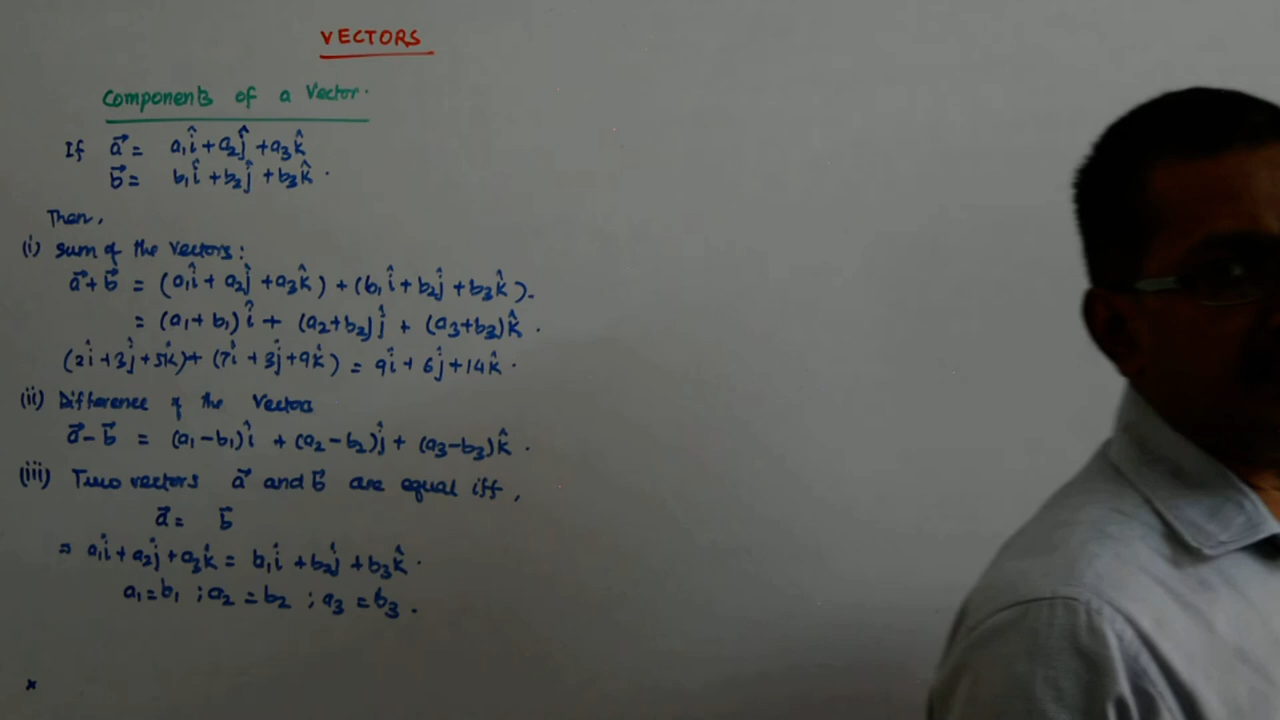 VECTORS
Components of a Vector.
If a⃗ = a₁î + a₂ĵ + a₃k̂
b⃗ = b₁î + b₂ĵ + b₃k̂ .
Then,
(i) Sum of the Vectors :
a⃗ + b⃗ = (a₁î + a₂ĵ + a₃k̂) + (b₁î + b₂ĵ + b₃k̂).
= (a₁ + b₁)î + (a₂ + b₂)ĵ + (a₃ + b₃)k̂ .
(2î + 3ĵ + 5k̂) + (7î + 3ĵ + 9k̂) = 9î + 6ĵ + 14k̂ .
(ii) Difference of the Vectors
a⃗ - b⃗ = (a₁ - b₁)î + (a₂ - b₂)ĵ + (a₃ - b₃)k̂ .
(iii) Two vectors a⃗ and b⃗ are equal iff,
a⃗ = b⃗
⇒ a₁î + a₂ĵ + a₃k̂ = b₁î + b₂ĵ + b₃k̂ .
a₁ = b₁ ; a₂ = b₂ ; a₃ = b₃ .
*